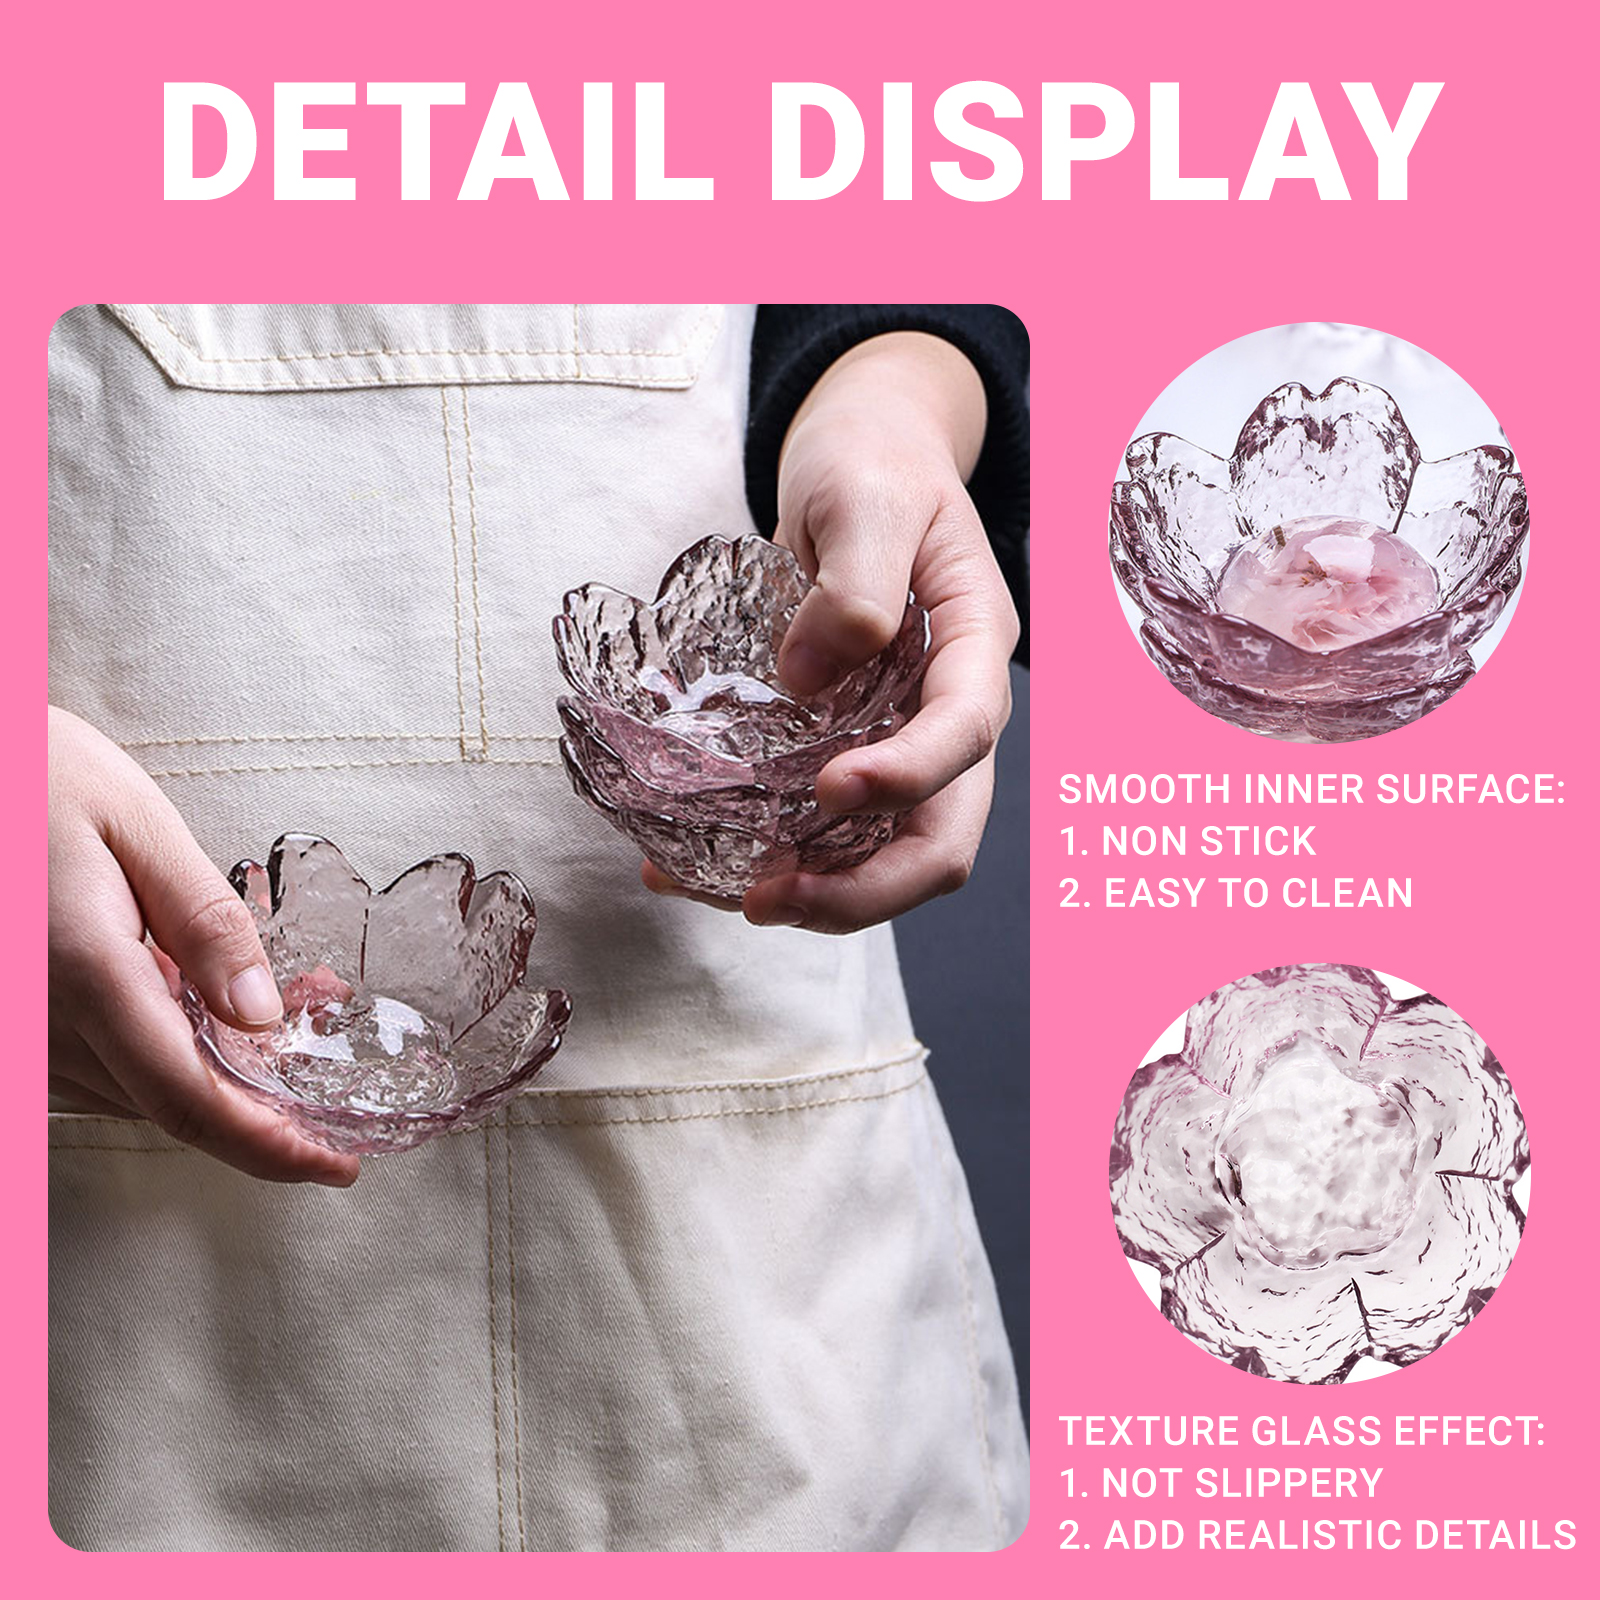 DETAIL DISPLAY
SMOOTH INNER SURFACE:
1. NON STICK
2. EASY TO CLEAN
TEXTURE GLASS EFFECT:
1. NOT SLIPPERY
2. ADD REALISTIC DETAILS